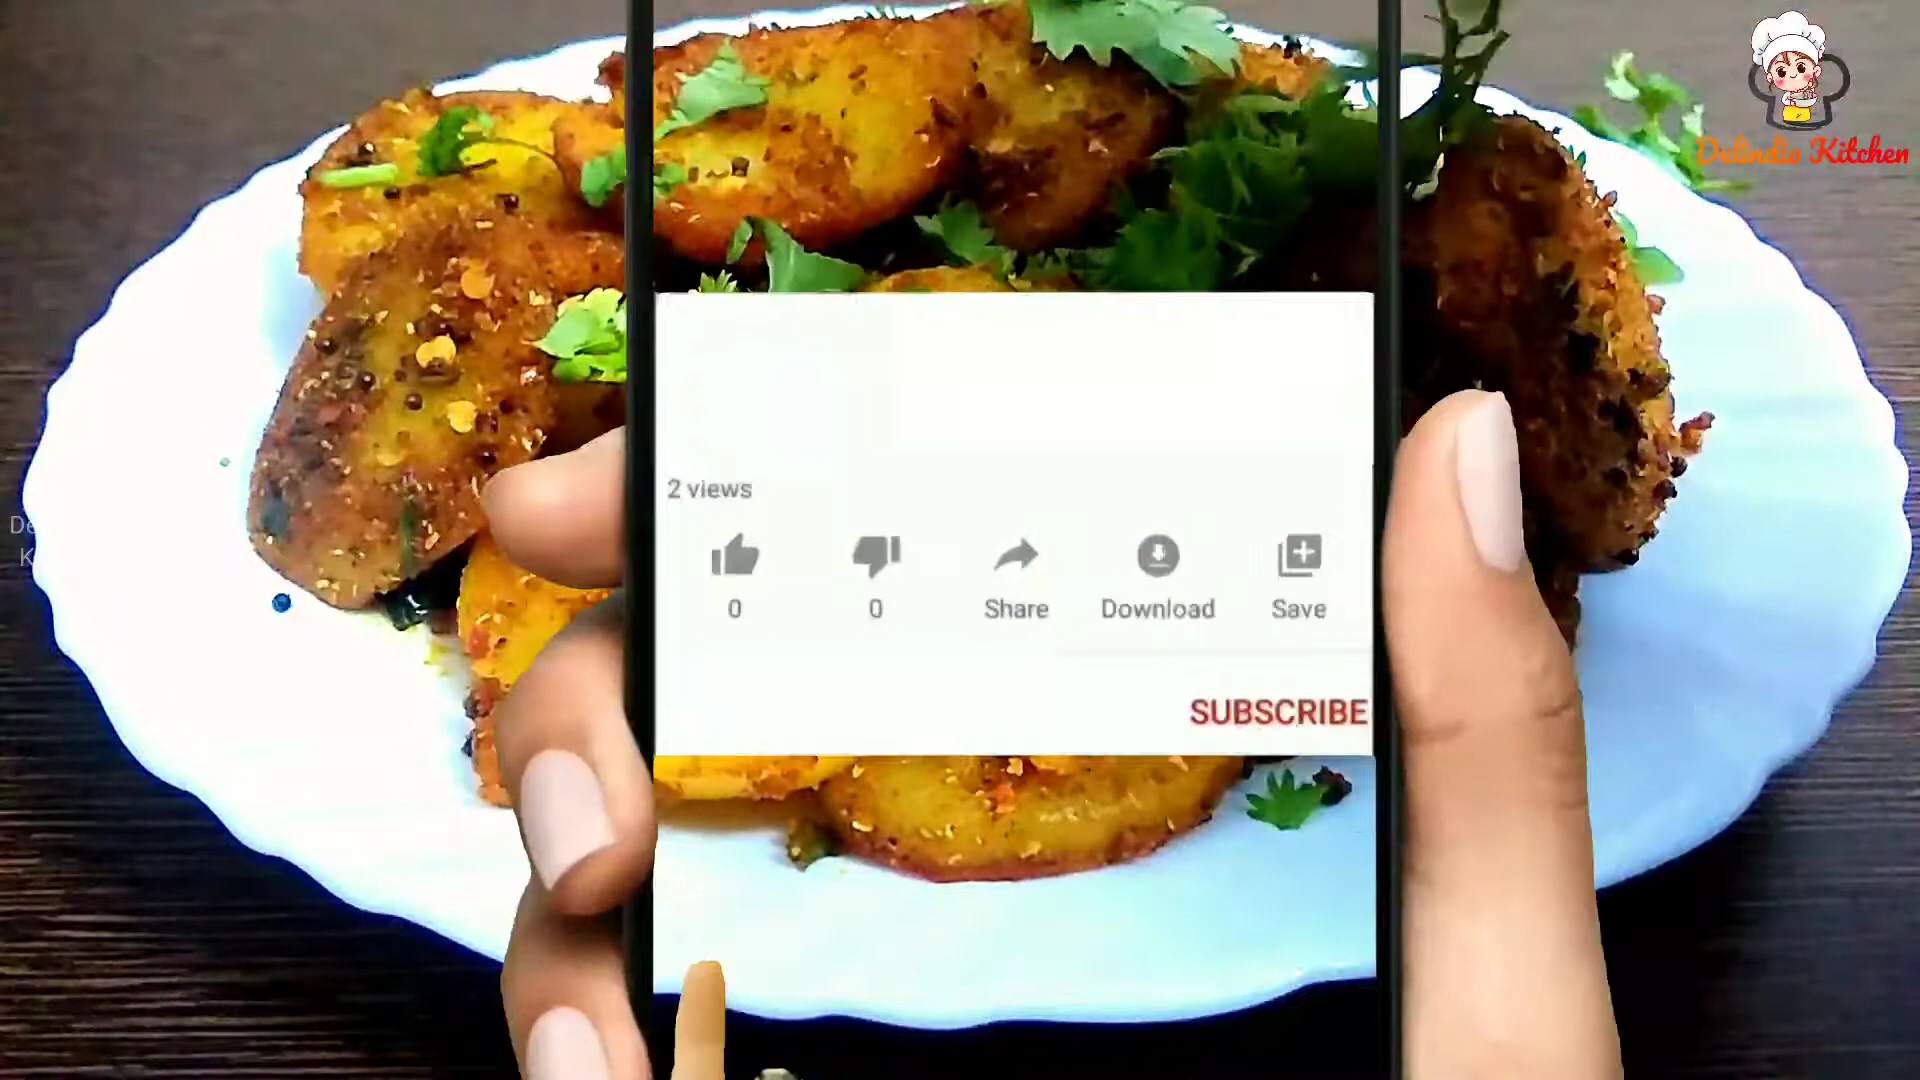 Delindia Kitchen
2 views
0
0
Share
Download
Save
SUBSCRIBE